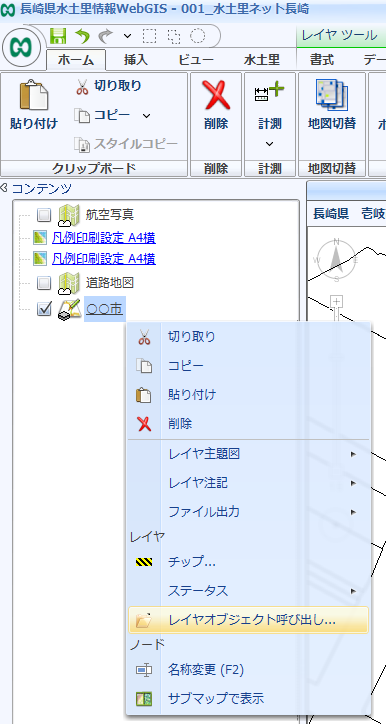 長崎県水土里情報WebGIS - 001_水土里ネット長崎
レイヤ ツール
ホーム 挿入 ビュー 水土里 書式 デー
貼り付け
切り取り
コピー
スタイルコピー
クリップボード
削除
削除
計測
計測
地図切替
地図切替
コンテンツ
航空写真
凡例印刷設定 A4横
凡例印刷設定 A4横
道路地図
〇〇市
長崎県 壱岐
N
切り取り
コピー
貼り付け
削除
レイヤ主題図
レイヤ注記
ファイル出力
レイヤ
チップ...
ステータス
レイヤオブジェクト呼び出し...
ノード
名称変更 (F2)
サブマップで表示